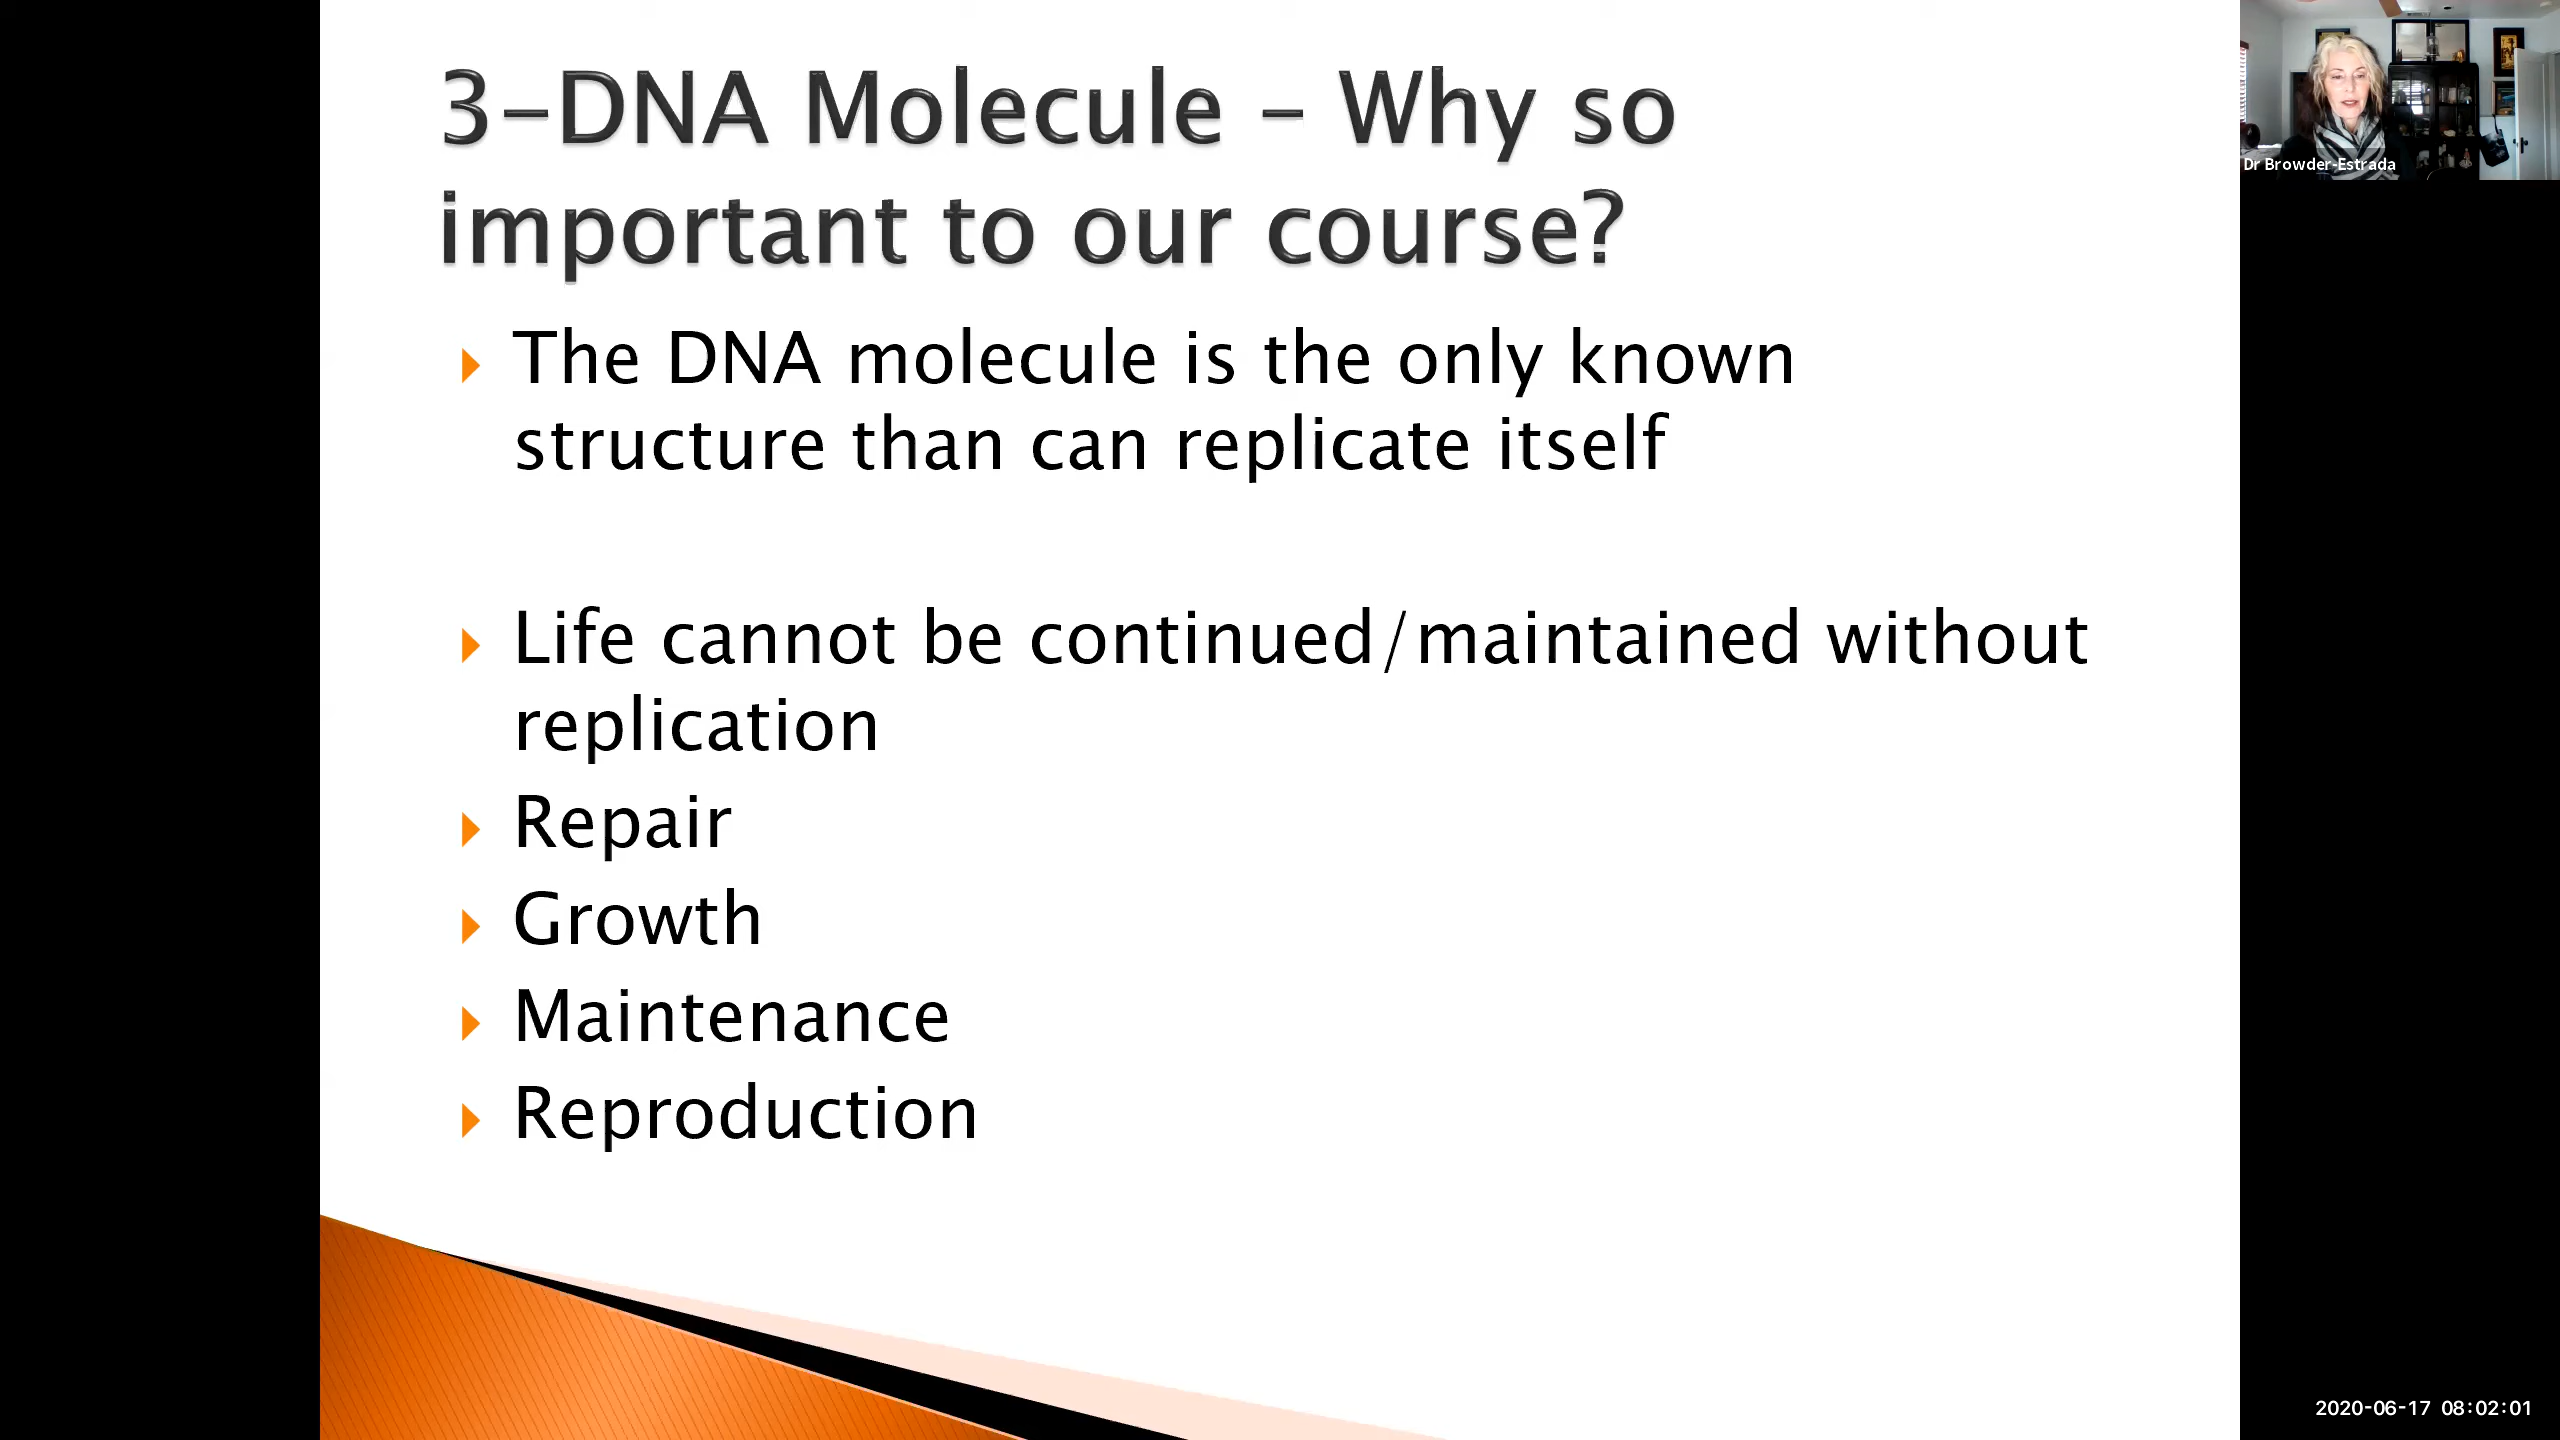 3-DNA Molecule – Why so
important to our course?
The DNA molecule is the only known
structure than can replicate itself
Life cannot be continued/maintained without
replication
Repair
Growth
Maintenance
Reproduction
Dr Browder-Estrada
2020-06-17 08:02:01